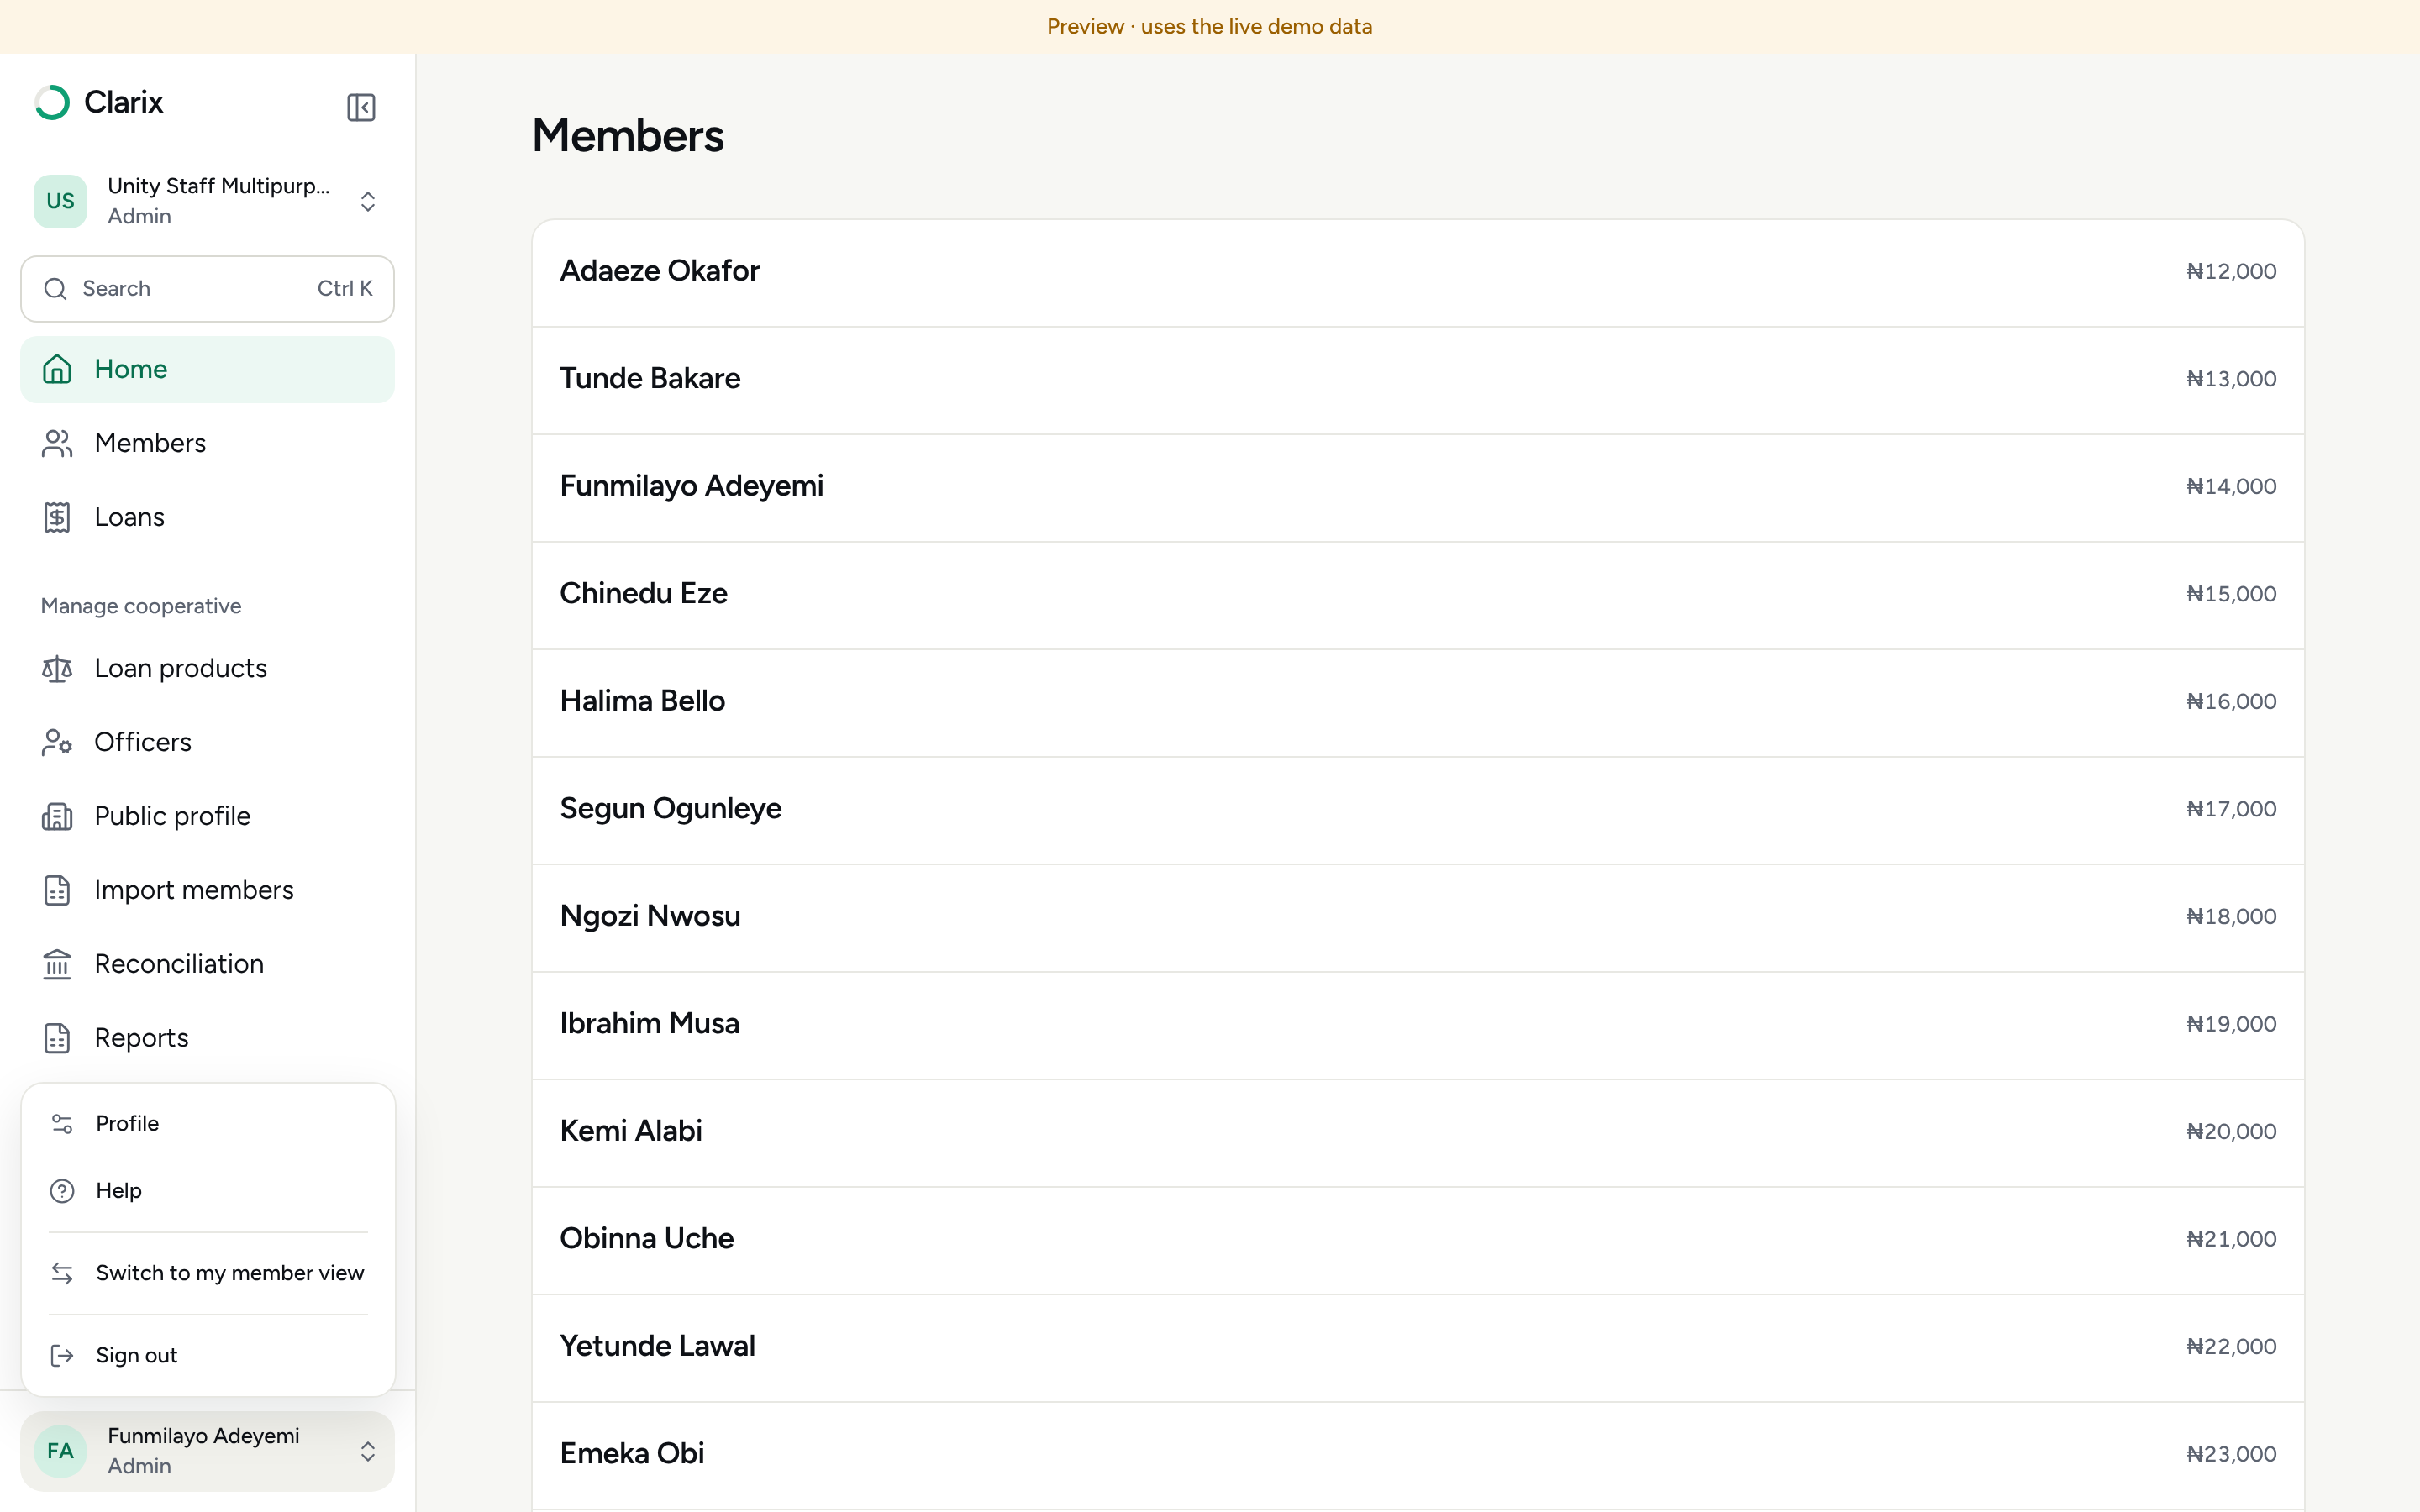 Preview · uses the live demo data
Clarix
US
Unity Staff Multipurp...
Admin
Search
Ctrl K
Home
Members
Loans
Manage cooperative
Loan products
Officers
Public profile
Import members
Reconciliation
Reports
Profile
Help
Switch to my member view
Sign out
FA
Funmilayo Adeyemi
Admin
Members
Adaeze Okafor ₦12,000
Tunde Bakare ₦13,000
Funmilayo Adeyemi ₦14,000
Chinedu Eze ₦15,000
Halima Bello ₦16,000
Segun Ogunleye ₦17,000
Ngozi Nwosu ₦18,000
Ibrahim Musa ₦19,000
Kemi Alabi ₦20,000
Obinna Uche ₦21,000
Yetunde Lawal ₦22,000
Emeka Obi ₦23,000